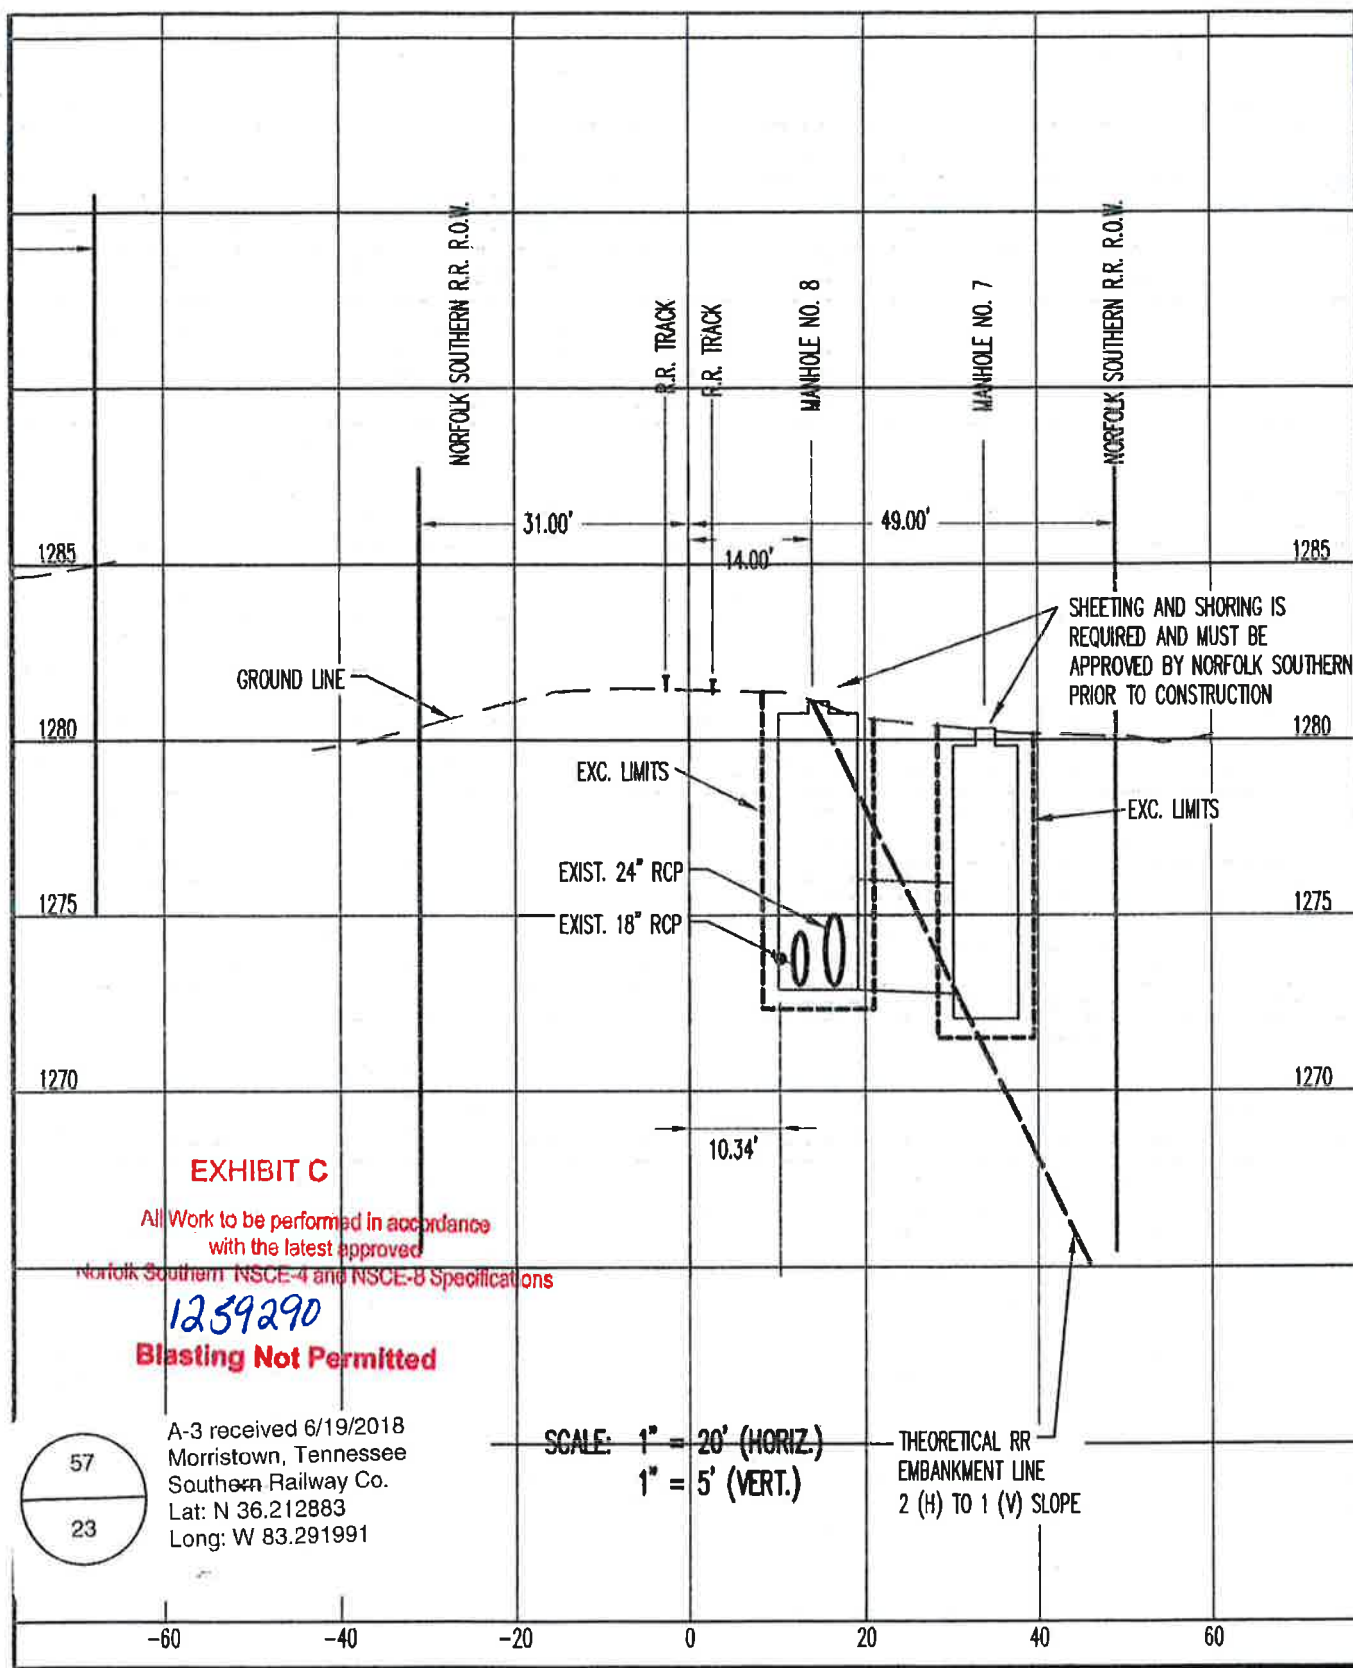 NORFOLK SOUTHERN R.R. R.O.W.
R.R. TRACK
R.R. TRACK
MANHOLE NO. 8
MANHOLE NO. 7
NORFOLK SOUTHERN R.R. R.O.W.
31.00'
49.00'
14.00'
1285
1285
SHEETING AND SHORING IS
REQUIRED AND MUST BE
APPROVED BY NORFOLK SOUTHERN
PRIOR TO CONSTRUCTION
GROUND LINE
1280
1280
EXC. LIMITS
EXC. LIMITS
EXIST. 24" RCP
EXIST. 18" RCP
1275
1275
1270
1270
10.34'
EXHIBIT C
All Work to be performed in accordance
with the latest approved
Norfolk Southern NSCE-4 and NSCE-8 Specifications
1259290
Blasting Not Permitted
57
23
A-3 received 6/19/2018
Morristown, Tennessee
Southern Railway Co.
Lat: N 36.212883
Long: W 83.291991
SCALE: 1" = 20' (HORIZ.)
1" = 5' (VERT.)
THEORETICAL RR
EMBANKMENT LINE
2 (H) TO 1 (V) SLOPE
-60
-40
-20
0
20
40
60